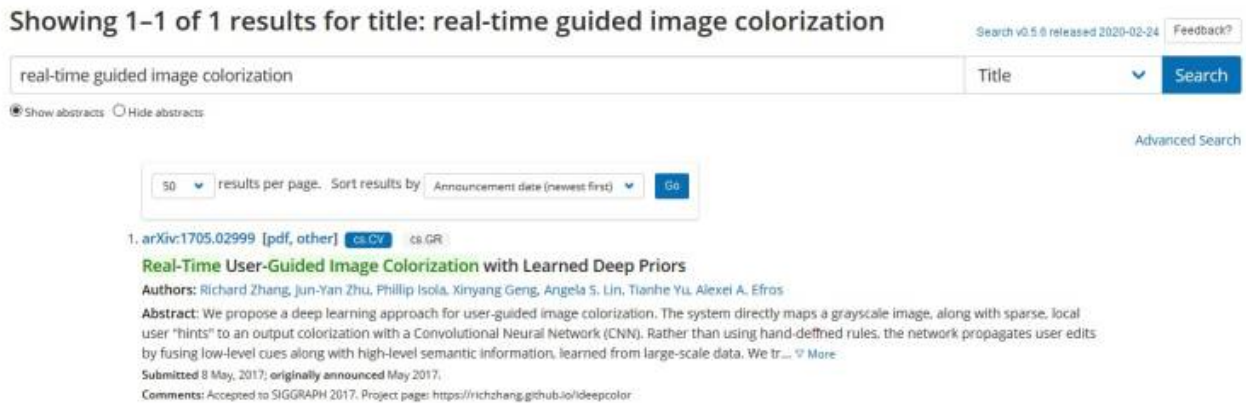 Showing 1–1 of 1 results for title: real-time guided image colorization
Search v0.5.6 released 2020-02-24 Feedback?
real-time guided image colorization Title Search
Show abstracts Hide abstracts
Advanced Search
50 results per page. Sort results by Announcement date (newest first) Go
1. arXiv:1705.02999 [pdf, other] cs.CV cs.GR
Real-Time User-Guided Image Colorization with Learned Deep Priors
Authors: Richard Zhang, Jun-Yan Zhu, Phillip Isola, Xinyang Geng, Angela S. Lin, Tianhe Yu, Alexei A. Efros
Abstract: We propose a deep learning approach for user-guided image colorization. The system directly maps a grayscale image, along with sparse, local
user "hints" to an output colorization with a Convolutional Neural Network (CNN). Rather than using hand-defined rules, the network propagates user edits
by fusing low-level cues along with high-level semantic information, learned from large-scale data. We tr... ▽ More
Submitted 8 May, 2017; originally announced May 2017.
Comments: Accepted to SIGGRAPH 2017. Project page: https://richzhang.github.io/ideepcolor